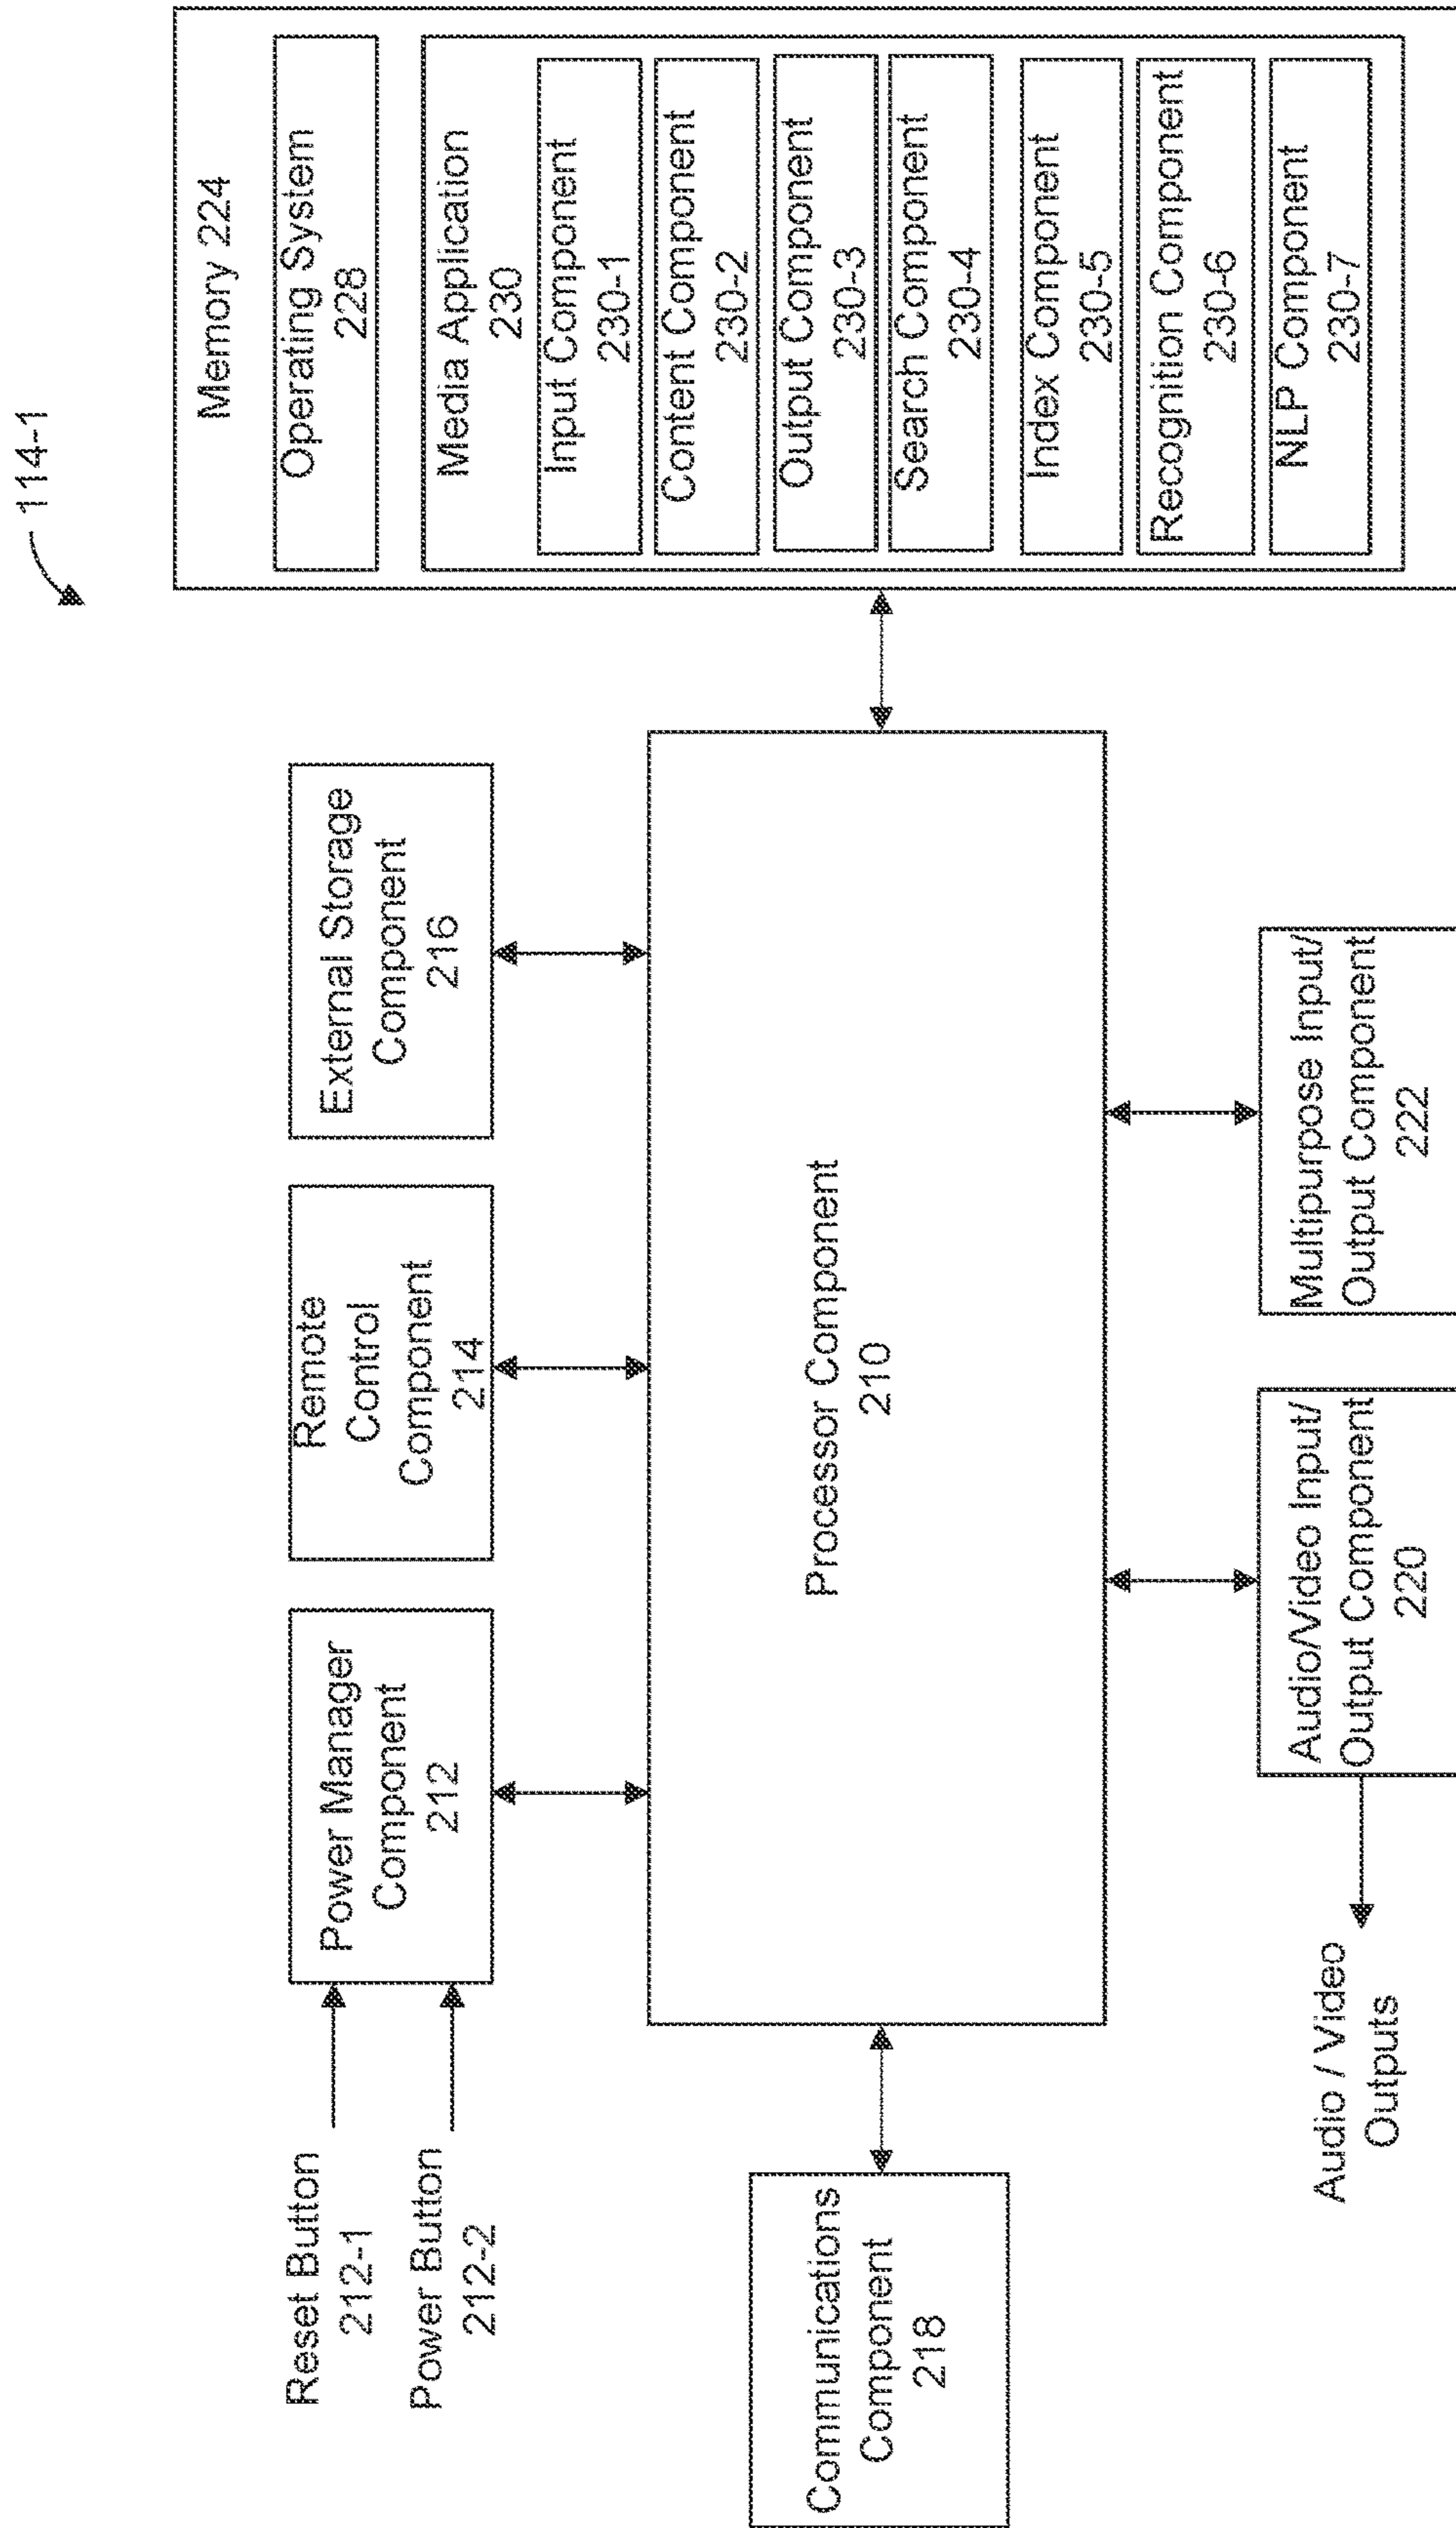 114-1
Reset Button
212-1
Power Button
212-2
Power Manager
Component
212
Remote
Control
Component
214
External Storage
Component
216
Memory 224
Operating System
228
Media Application
230
Input Component
230-1
Content Component
230-2
Output Component
230-3
Search Component
230-4
Index Component
230-5
Recognition Component
230-6
NLP Component
230-7
Communications
Component
218
Processor Component
210
Audio / Video
Outputs
Audio/Video Input/
Output Component
220
Multipurpose Input/
Output Component
222